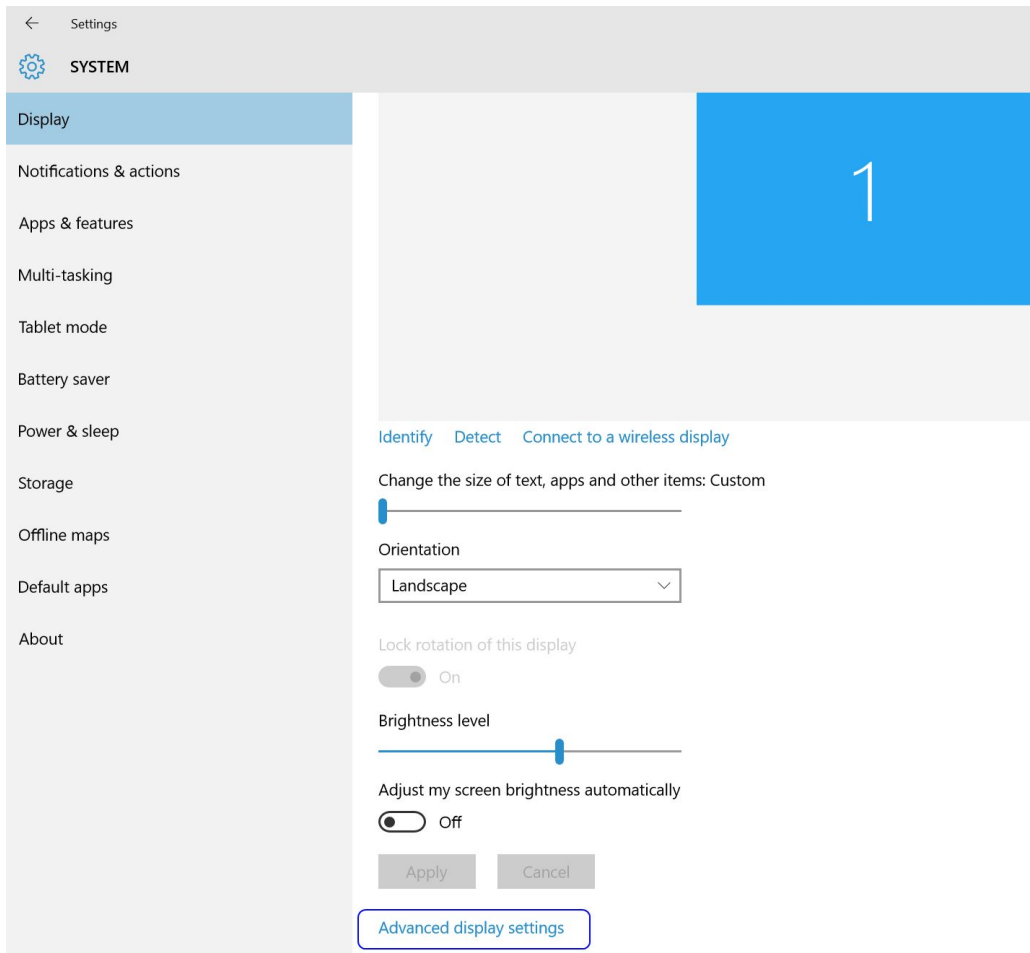 Settings
SYSTEM
Display
Notifications & actions
Apps & features
Multi-tasking
Tablet mode
Battery saver
Power & sleep
Storage
Offline maps
Default apps
About
1
Identify Detect Connect to a wireless display
Change the size of text, apps and other items: Custom
Orientation
Landscape
Lock rotation of this display
On
Brightness level
Adjust my screen brightness automatically
Off
Apply Cancel
Advanced display settings